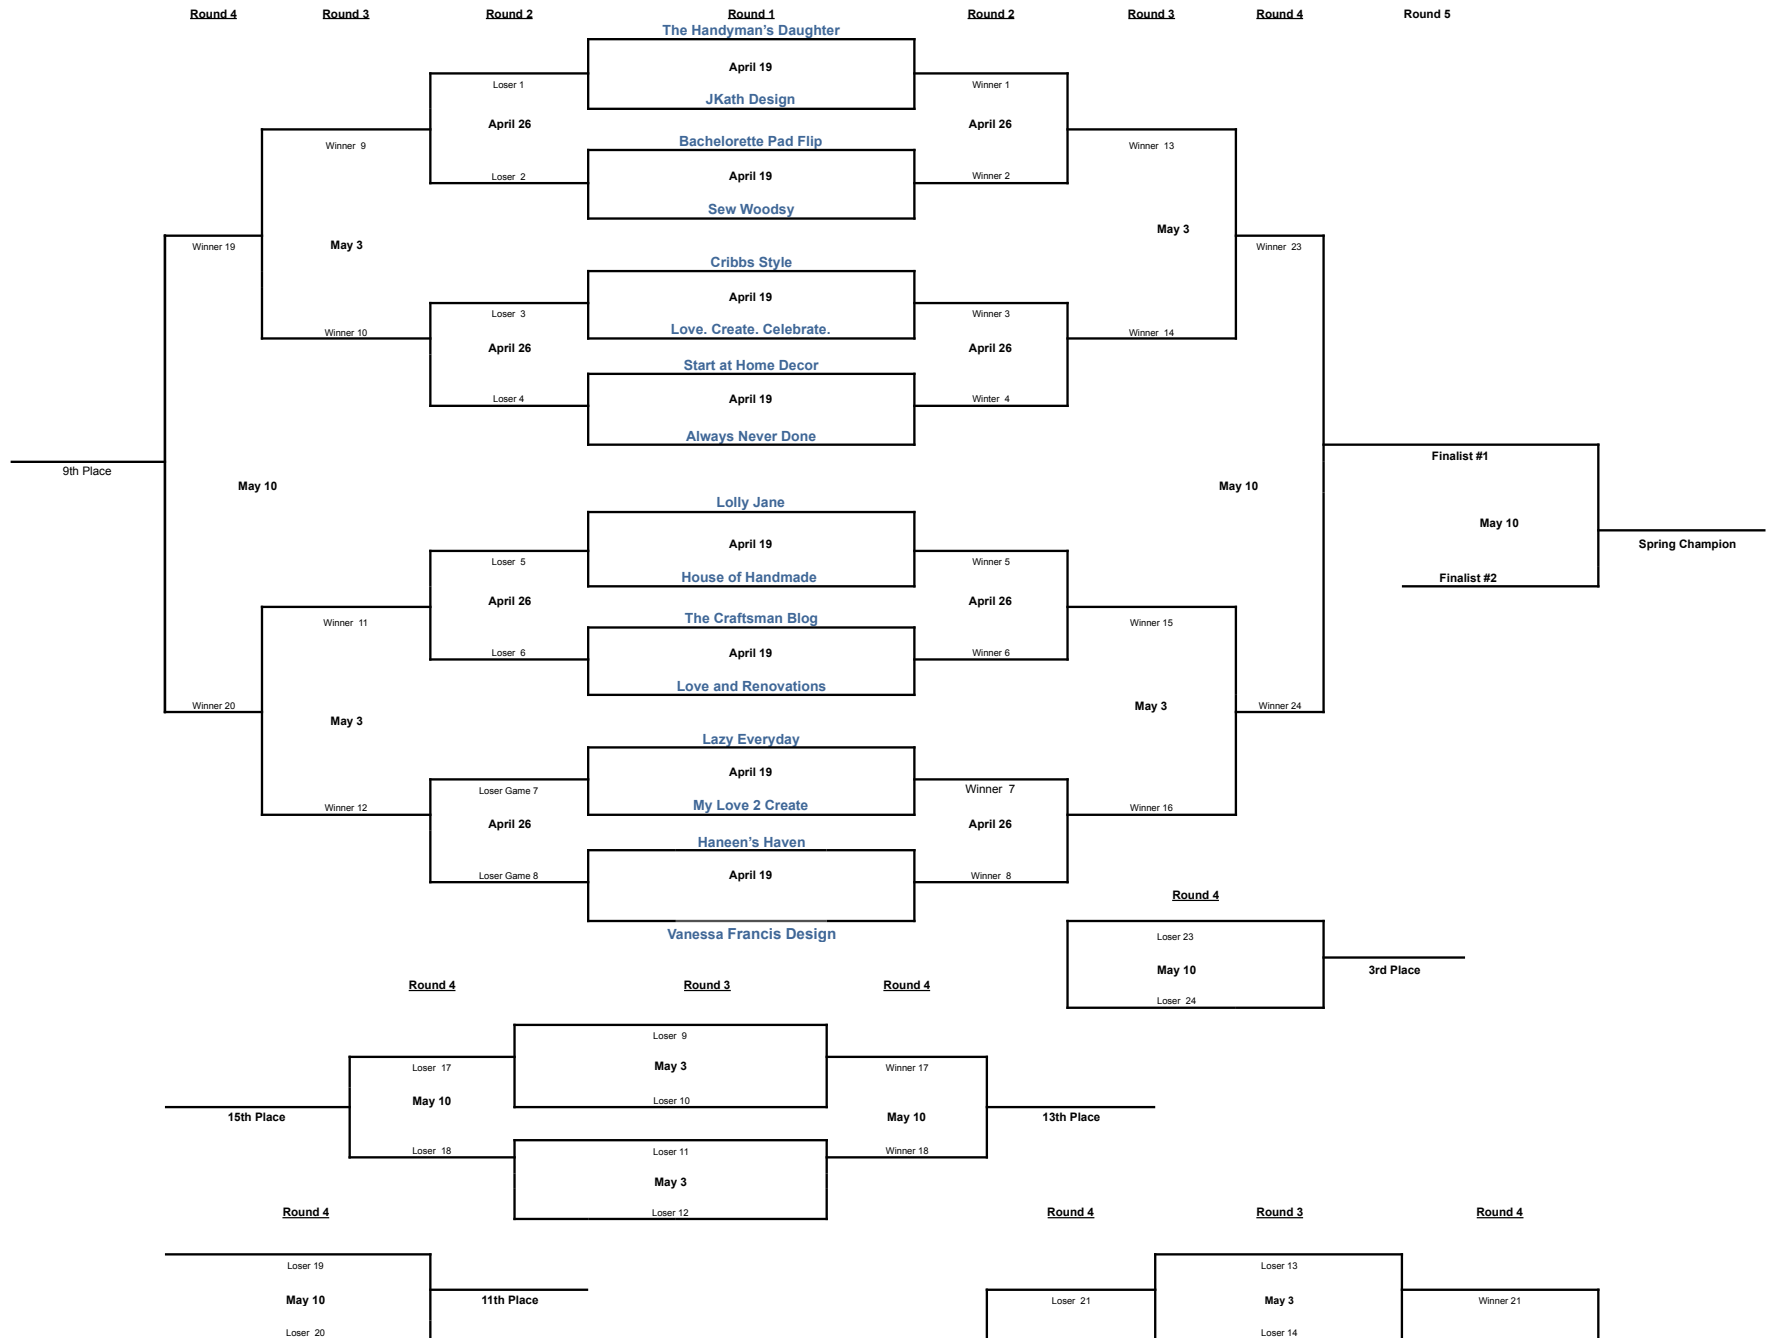 Round 4 Round 3 Round 2 Round 1 Round 2 Round 3 Round 4 Round 5
The Handyman's Daughter
April 19
Loser 1 Winner 1
JKath Design
April 26 April 26
Bachelorette Pad Flip
Winner 9 Winner 13
Loser 2 April 19 Winner 2
Sew Woodsy
May 3
Winner 19 May 3 Winner 23
Cribbs Style
April 19
Loser 3 Winner 3
Winner 10 Love. Create. Celebrate. Winner 14
April 26 April 26
Start at Home Decor
Loser 4 April 19 Winter 4
Always Never Done
Finalist #1
9th Place
May 10 May 10
Lolly Jane
May 10
April 19 Spring Champion
Loser 5 Winner 5
House of Handmade Finalist #2
April 26 April 26
The Craftsman Blog
Winner 11 Winner 15
Loser 6 April 19 Winner 6
Love and Renovations
Winner 20 May 3 Winner 24
May 3
Lazy Everyday
April 19
Loser Game 7 Winner 7
Winner 12 My Love 2 Create Winner 16
April 26 April 26
Haneen's Haven
Loser Game 8 April 19 Winner 8
Round 4
Vanessa Francis Design
Loser 23
May 10 3rd Place
Loser 24
Round 4 Round 3 Round 4
Loser 9
Loser 17 May 3 Winner 17
May 10 Loser 10
15th Place May 10 13th Place
Loser 18 Loser 11 Winner 18
May 3
Loser 12
Round 4 Round 4 Round 3 Round 4
Loser 19 Loser 13
May 10 11th Place Loser 21 May 3 Winner 21
Loser 20 Loser 14